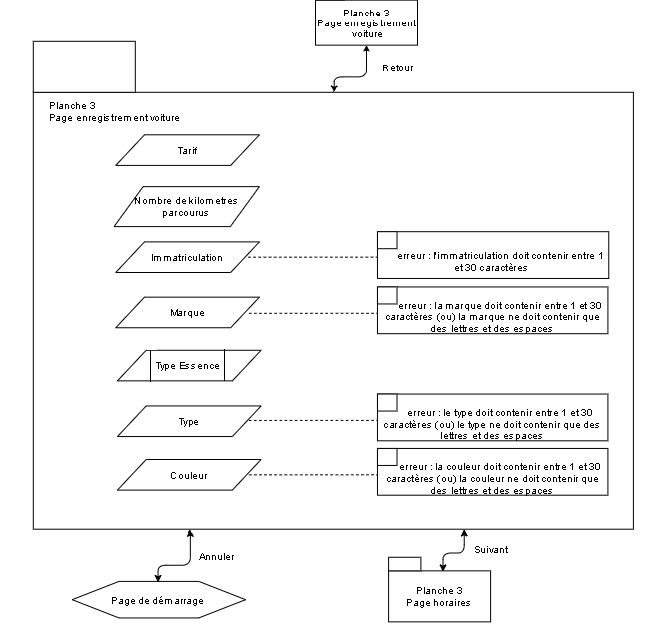 Planche 3
Page enregistrement
voiture
Retour
Planche 3
Page enregistrement voiture
Tarif
Nombre de kilometres
parcourus
Immatriculation
erreur : l'immatriculation doit contenir entre 1
et 30 caractères
Marque
erreur : la marque doit contenir entre 1 et 30
caractères (ou) la marque ne doit contenir que
des lettres et des espaces
Type Essence
Type
erreur : le type doit contenir entre 1 et 30
caractères (ou) le type ne doit contenir que des
lettres et des espaces
Couleur
erreur : la couleur doit contenir entre 1 et 30
caractères (ou) la couleur ne doit contenir que
des lettres et des espaces
Annuler
Suivant
Page de démarrage
Planche 3
Page horaires